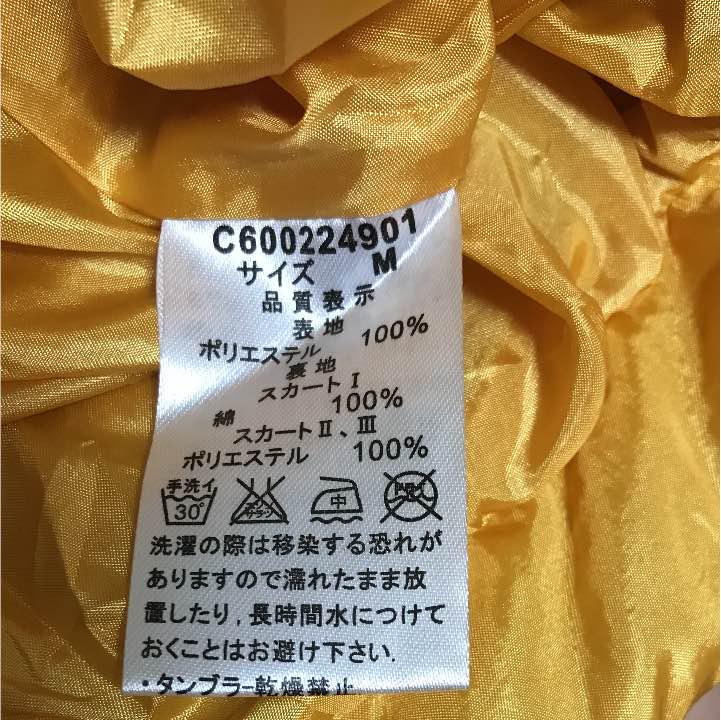 C600224901
サイズ M
品質表示
表地
ポリエステル 100%
裏地
スカートⅠ
綿 100%
スカートⅡ、Ⅲ
ポリエステル 100%
手洗イ 30° 中
洗濯の際は移染する恐れが
ありますので濡れたまま放
置したり,長時間水につけて
おくことはお避け下さい.
・タンブラー乾燥禁止